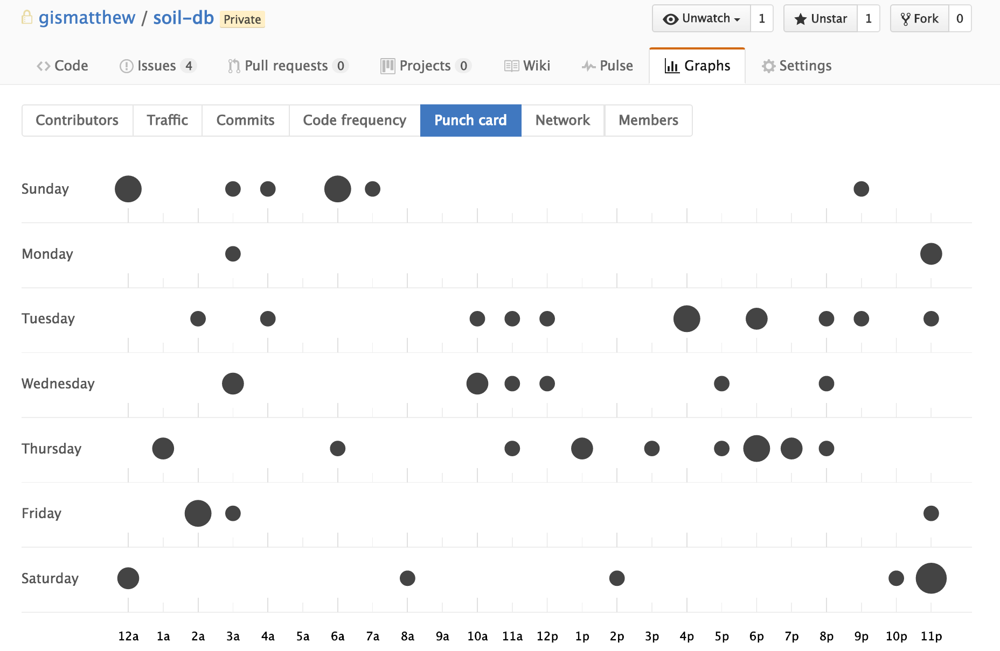 gismatthew / soil-db Private Unwatch 1 Unstar 1 Fork 0
Code Issues 4 Pull requests 0 Projects 0 Wiki Pulse Graphs Settings
Contributors Traffic Commits Code frequency Punch card Network Members
Sunday
Monday
Tuesday
Wednesday
Thursday
Friday
Saturday
12a 1a 2a 3a 4a 5a 6a 7a 8a 9a 10a 11a 12p 1p 2p 3p 4p 5p 6p 7p 8p 9p 10p 11p